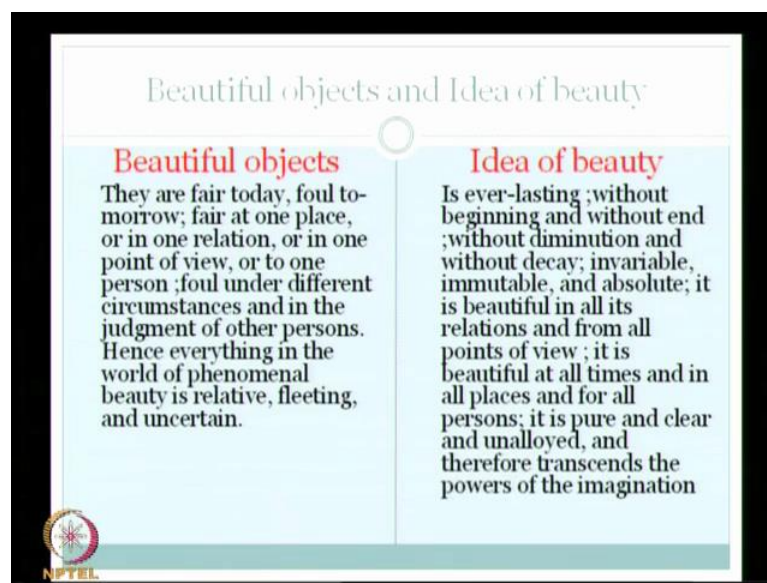 Beautiful objects and Idea of beauty
Beautiful objects
They are fair today, foul to-
morrow; fair at one place,
or in one relation, or in one
point of view, or to one
person ;foul under different
circumstances and in the
judgment of other persons.
Hence everything in the
world of phenomenal
beauty is relative, fleeting,
and uncertain.
Idea of beauty
Is ever-lasting ;without
beginning and without end
;without diminution and
without decay; invariable,
immutable, and absolute; it
is beautiful in all its
relations and from all
points of view ; it is
beautiful at all times and in
all places and for all
persons; it is pure and clear
and unalloyed, and
therefore transcends the
powers of the imagination
NPTEL